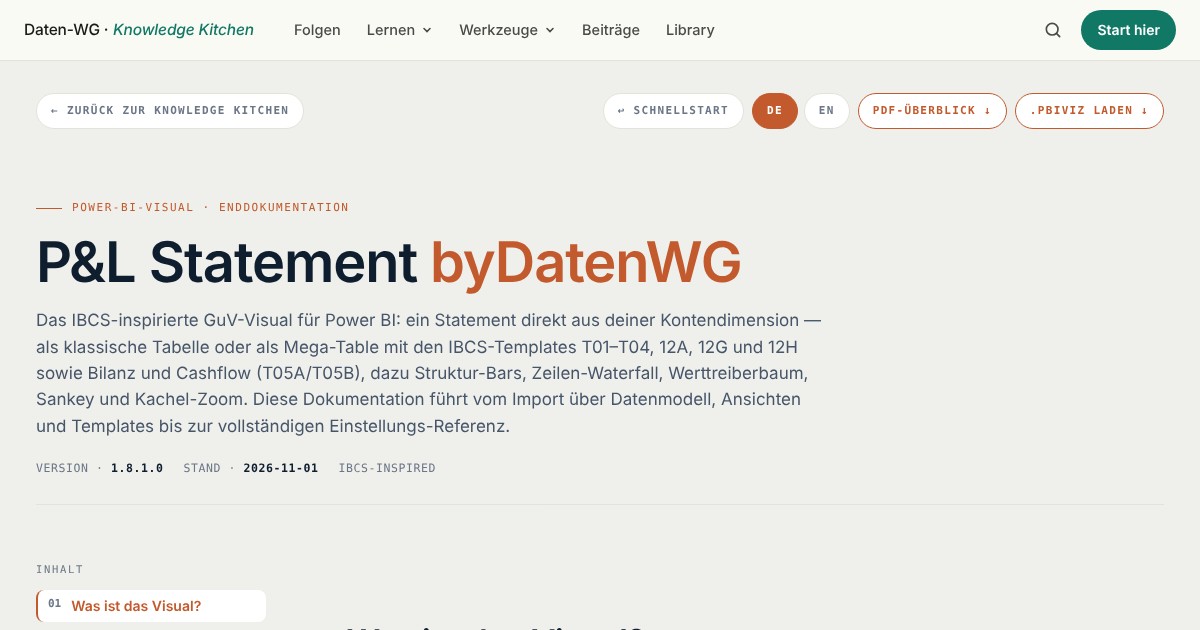 Daten-WG · Knowledge Kitchen Folgen Lernen Werkzeuge Beiträge Library Start hier
← ZURÜCK ZUR KNOWLEDGE KITCHEN ↩ SCHNELLSTART DE EN PDF-ÜBERBLICK ↓ .PBIVIZ LADEN ↓
POWER-BI-VISUAL · ENDDOKUMENTATION
P&L Statement byDatenWG
Das IBCS-inspirierte GuV-Visual für Power BI: ein Statement direkt aus deiner Kontendimension —
als klassische Tabelle oder als Mega-Table mit den IBCS-Templates T01–T04, 12A, 12G und 12H
sowie Bilanz und Cashflow (T05A/T05B), dazu Struktur-Bars, Zeilen-Waterfall, Werttreiberbaum,
Sankey und Kachel-Zoom. Diese Dokumentation führt vom Import über Datenmodell, Ansichten
und Templates bis zur vollständigen Einstellungs-Referenz.
VERSION · 1.8.1.0 STAND · 2026-11-01 IBCS-INSPIRED
INHALT
01 Was ist das Visual?